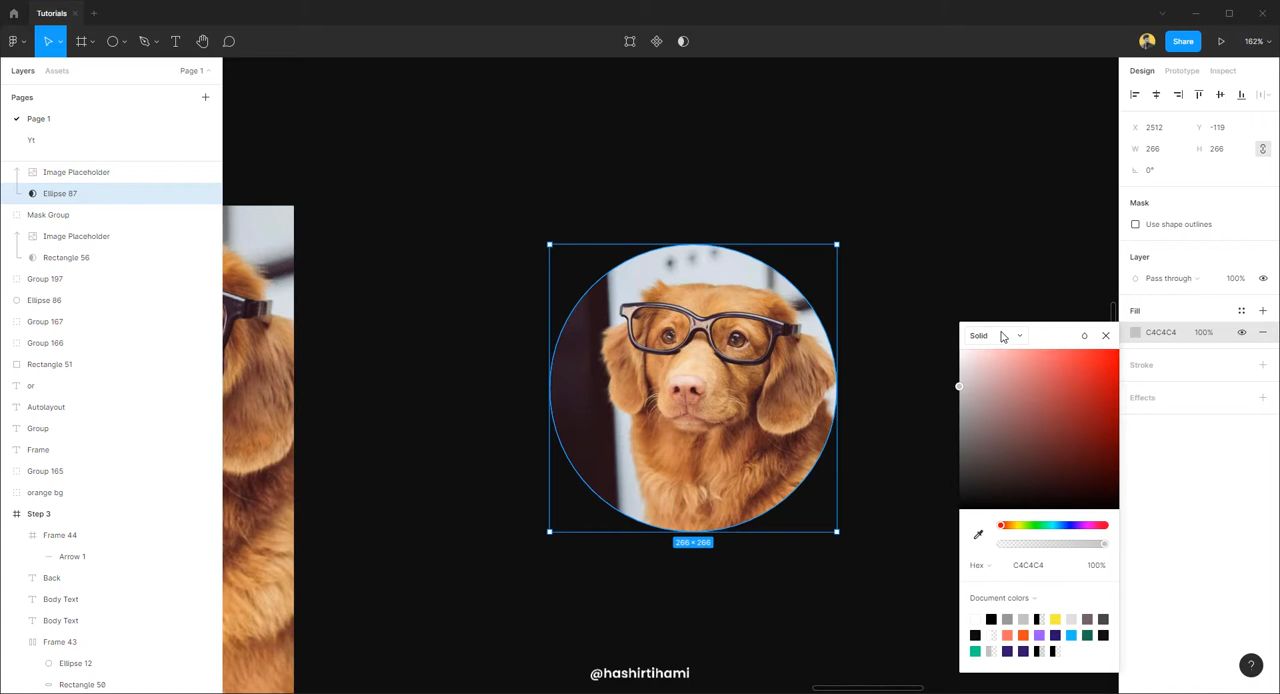 Tutorials
Share
162%
Layers
Assets
Page 1
Pages
Page 1
Yt
Image Placeholder
Ellipse 87
Mask Group
Image Placeholder
Rectangle 56
Group 197
Ellipse 86
Group 167
Group 166
Rectangle 51
or
Autolayout
Group
Frame
Group 165
orange bg
Step 3
Frame 44
Arrow 1
Back
Body Text
Body Text
Frame 43
Ellipse 12
Rectangle 50
266 × 266
@hashirtihami
Solid
Hex
C4C4C4
100%
Document colors
Design
Prototype
Inspect
X 2512 Y -119
W 266 H 266
0°
Mask
Use shape outlines
Layer
Pass through
100%
Fill
C4C4C4 100%
Stroke
Effects
?